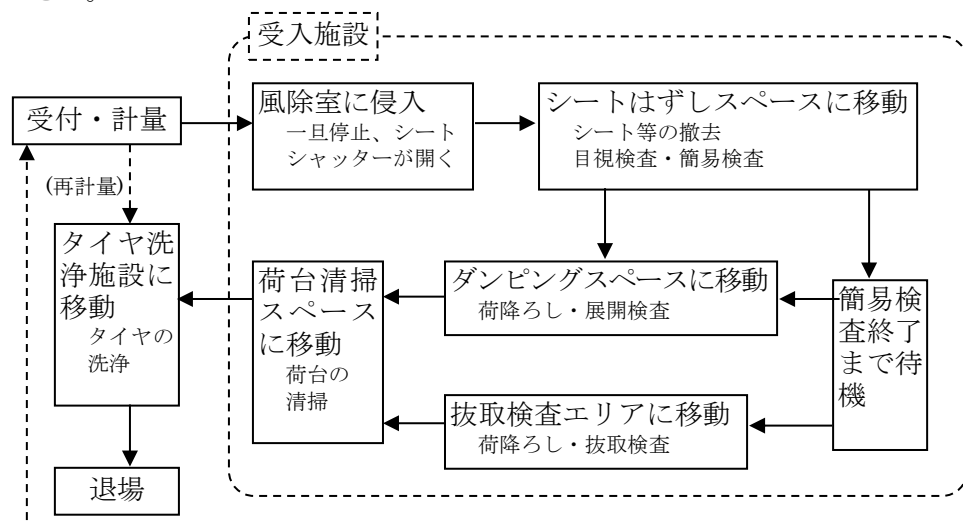 受入施設
受付・計量
風除室に侵入
一旦停止、シート
シャッターが開く
シートはずしスペースに移動
シート等の撤去
目視検査・簡易検査
(再計量)
タイヤ洗
浄施設に
移動
タイヤの
洗浄
荷台清掃
スペース
に移動
荷台の
清掃
ダンピングスペースに移動
荷降ろし・展開検査
簡易検
査終了
まで待
機
抜取検査エリアに移動
荷降ろし・抜取検査
退場